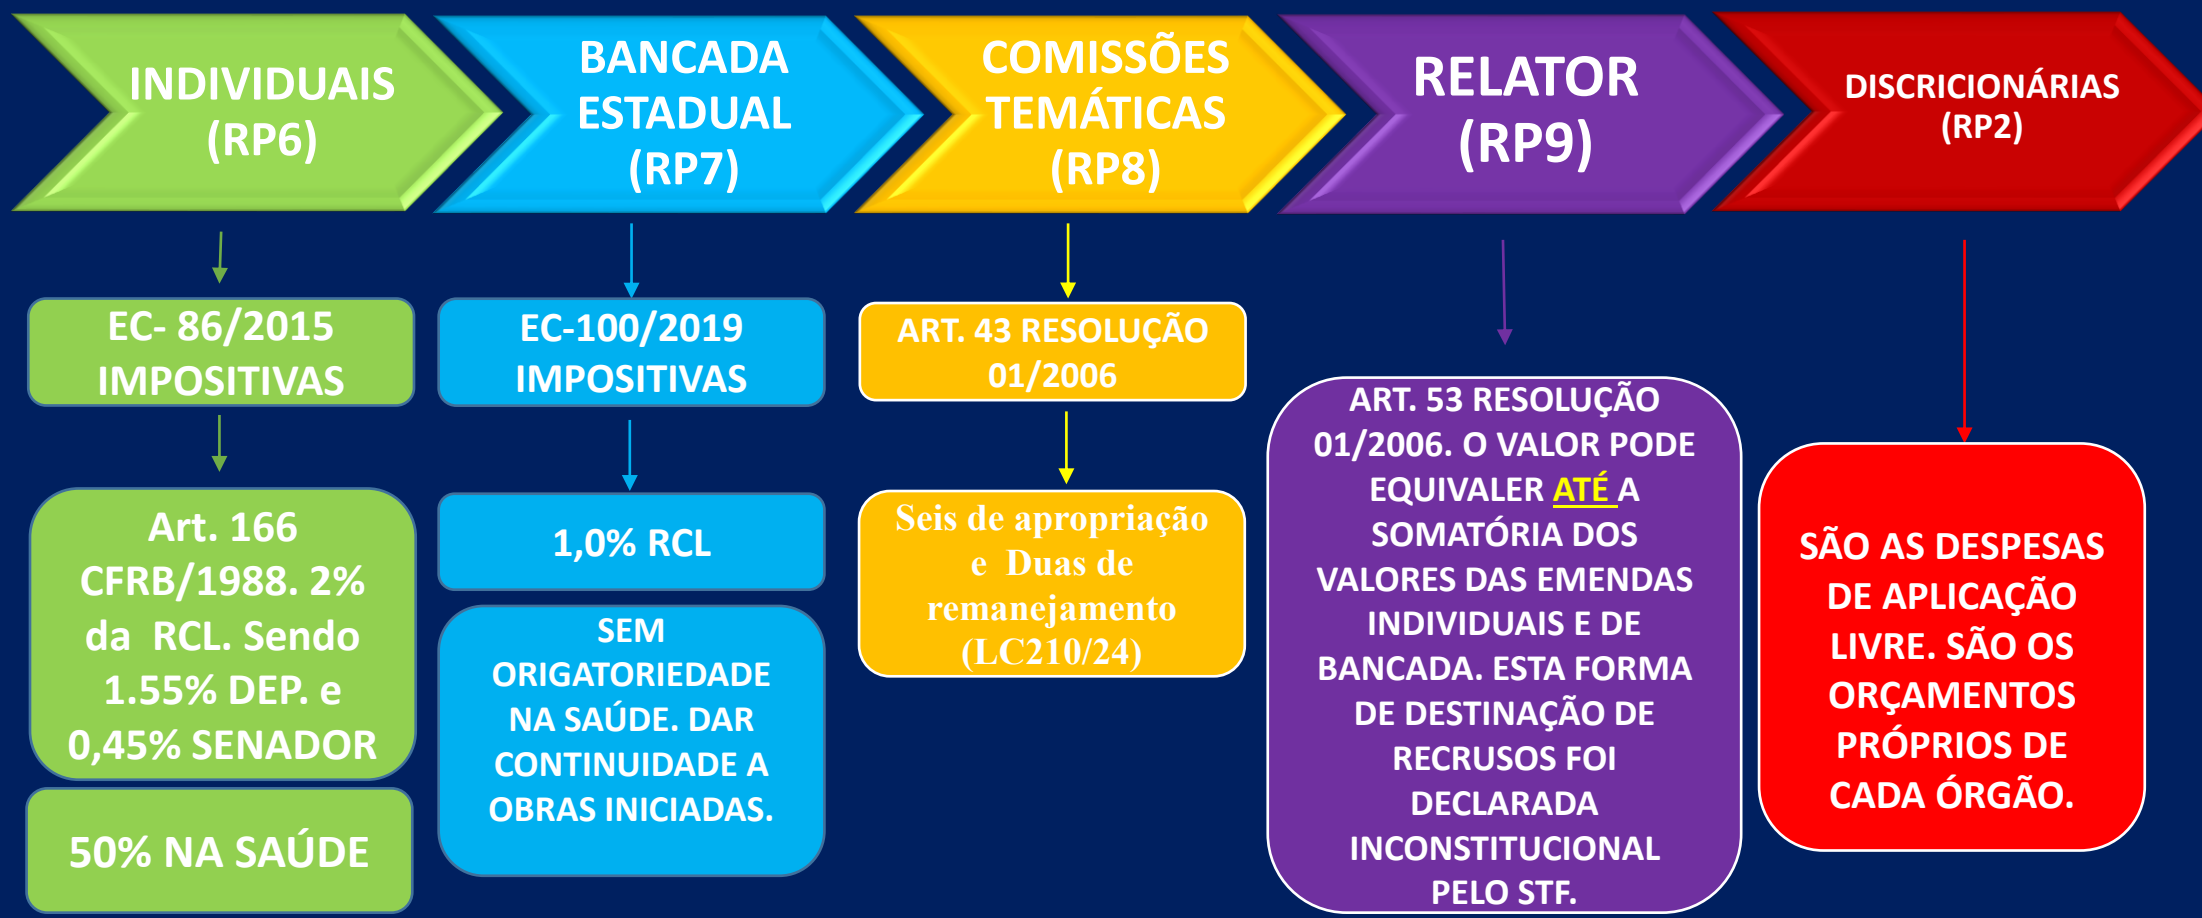 INDIVIDUAIS
(RP6)
BANCADA
ESTADUAL
(RP7)
COMISSÕES
TEMÁTICAS
(RP8)
RELATOR
(RP9)
DISCRICIONÁRIAS
(RP2)
EC- 86/2015
IMPOSITIVAS
Art. 166
CFRB/1988. 2%
da RCL. Sendo
1.55% DEP. e
0,45% SENADOR
50% NA SAÚDE
EC-100/2019
IMPOSITIVAS
1,0% RCL
SEM
ORIGATORIEDADE
NA SAÚDE. DAR
CONTINUIDADE A
OBRAS INICIADAS.
ART. 43 RESOLUÇÃO
01/2006
Seis de apropriação
e Duas de
remanejamento
(LC210/24)
ART. 53 RESOLUÇÃO
01/2006. O VALOR PODE
EQUIVALER ATÉ A
SOMATÓRIA DOS
VALORES DAS EMENDAS
INDIVIDUAIS E DE
BANCADA. ESTA FORMA
DE DESTINAÇÃO DE
RECRUSOS FOI
DECLARADA
INCONSTITUCIONAL
PELO STF.
SÃO AS DESPESAS
DE APLICAÇÃO
LIVRE. SÃO OS
ORÇAMENTOS
PRÓPRIOS DE
CADA ÓRGÃO.